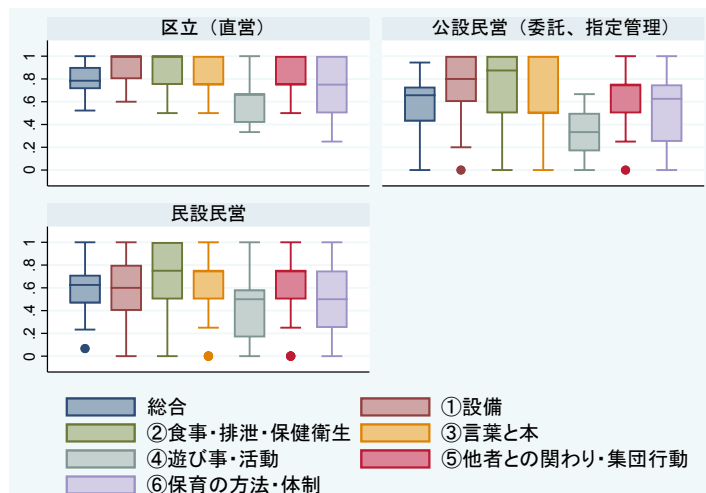 区立（直営）
公設民営（委託、指定管理）
0 .2 .4 .6 .8 1
民設民営
0 .2 .4 .6 .8 1
総合
①設備
②食事・排泄・保健衛生
③言葉と本
④遊び事・活動
⑤他者との関わり・集団行動
⑥保育の方法・体制